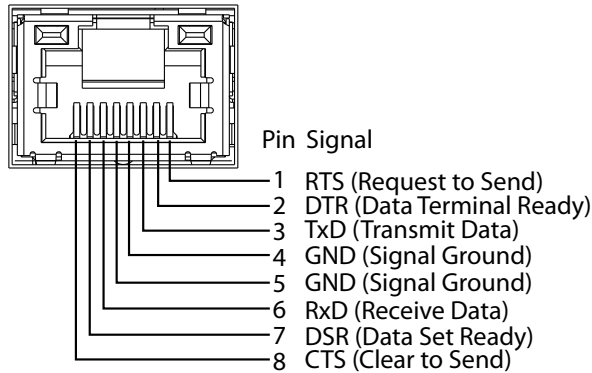 Pin Signal
1 RTS (Request to Send)
2 DTR (Data Terminal Ready)
3 TxD (Transmit Data)
4 GND (Signal Ground)
5 GND (Signal Ground)
6 RxD (Receive Data)
7 DSR (Data Set Ready)
8 CTS (Clear to Send)